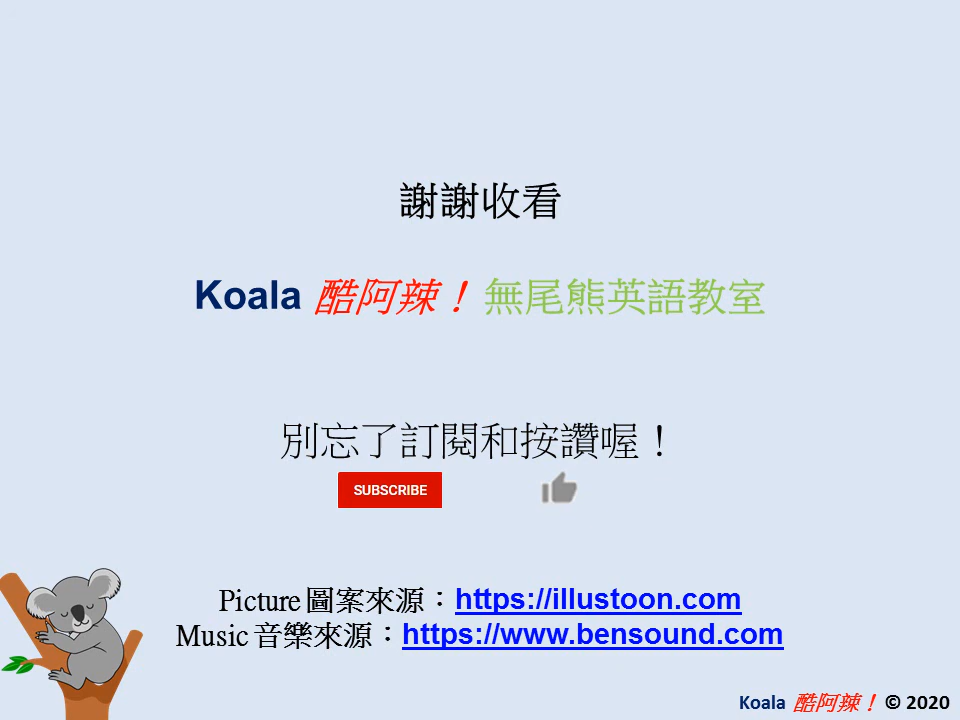 謝謝收看
Koala 酷阿辣！無尾熊英語教室
別忘了訂閱和按讚喔！
SUBSCRIBE
Picture 圖案來源：https://illustoon.com
Music 音樂來源：https://www.bensound.com
Koala 酷阿辣！ © 2020